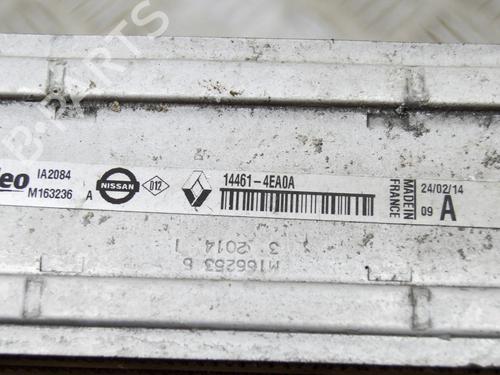 B-PARTS
leo
IA2084
M163236 A
NISSAN
D12
14461-4EA0A
MADE IN
FRANCE
24/02/14
09 A
M166253 6
3 2014 1